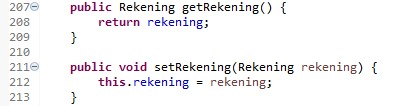 207 public Rekening getRekening() {
208 return rekening;
209 }
210
211 public void setRekening(Rekening rekening) {
212 this.rekening = rekening;
213 }